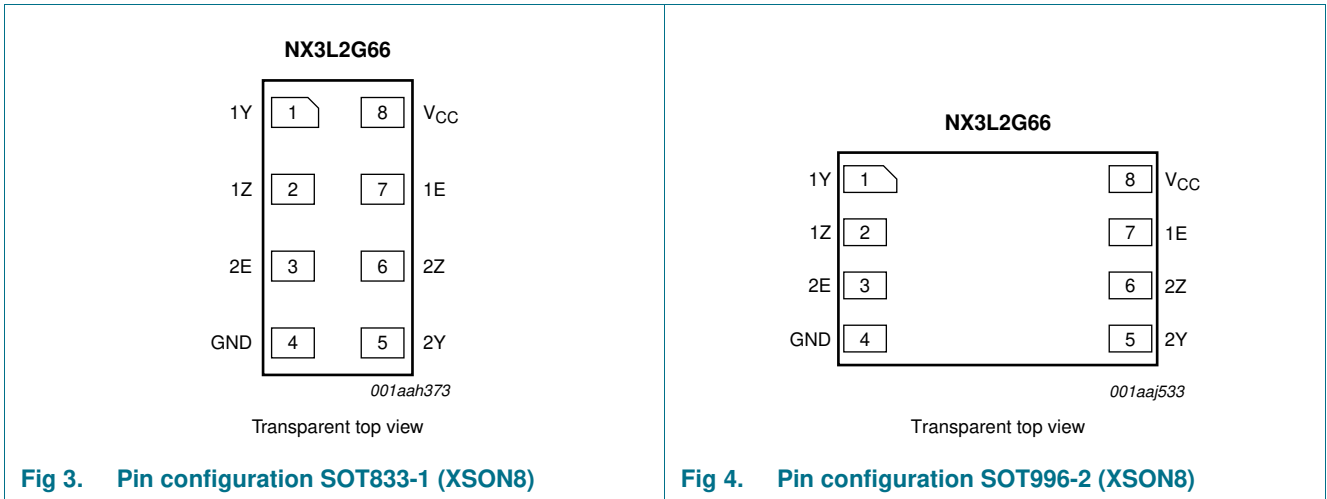 NX3L2G66
1Y 1 8 VCC
1Z 2 7 1E
2E 3 6 2Z
GND 4 5 2Y
001aah373
Transparent top view
Fig 3. Pin configuration SOT833-1 (XSON8)
NX3L2G66
1Y 1 8 VCC
1Z 2 7 1E
2E 3 6 2Z
GND 4 5 2Y
001aaj533
Transparent top view
Fig 4. Pin configuration SOT996-2 (XSON8)